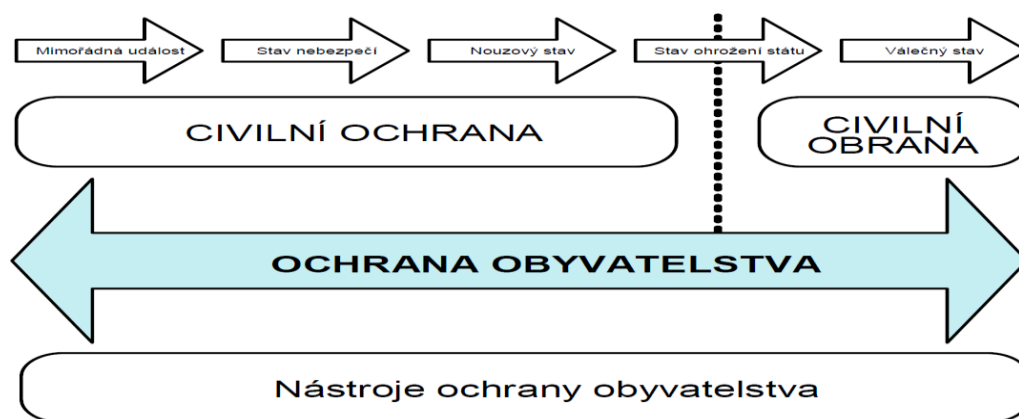 Mimořádná událost
Stav nebezpečí
Nouzový stav
Stav ohrožení státu
Válečný stav
CIVILNÍ OCHRANA
CIVILNÍ
OBRANA
OCHRANA OBYVATELSTVA
Nástroje ochrany obyvatelstva